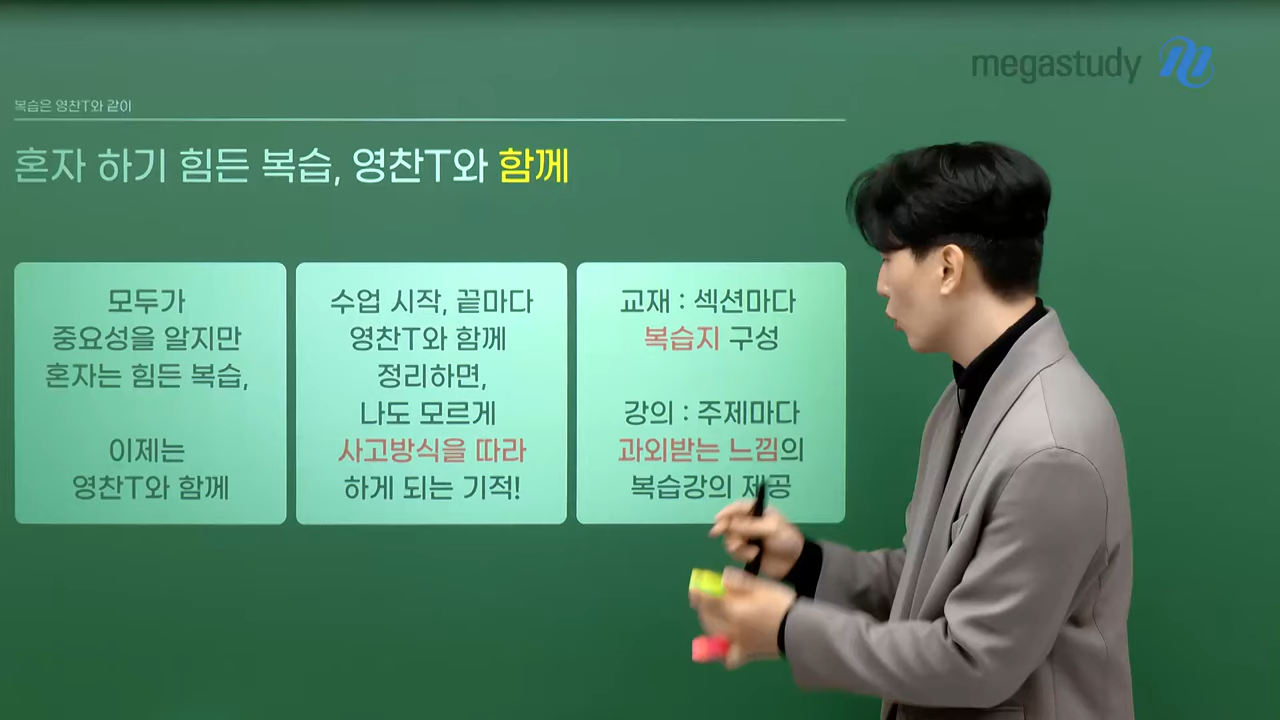 megastudy
복습은 영찬T와 같이
혼자 하기 힘든 복습, 영찬T와 함께
모두가
중요성을 알지만
혼자는 힘든 복습,
이제는
영찬T와 함께
수업 시작, 끝마다
영찬T와 함께
정리하면,
나도 모르게
사고방식을 따라
하게 되는 기적!
교재 : 섹션마다
복습지 구성
강의 : 주제마다
과외받는 느낌의
복습강의 제공